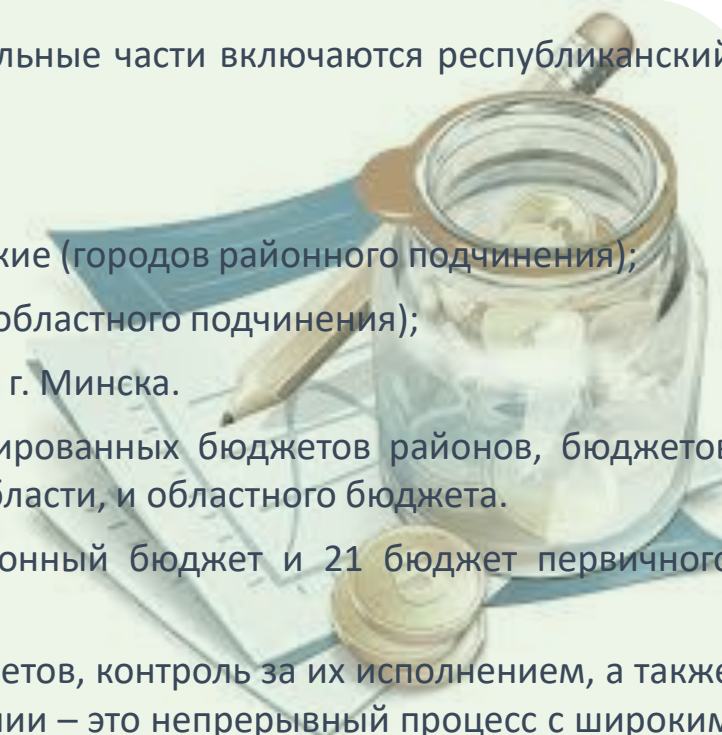 льные части включаются республиканский
кие (городов районного подчинения);
областного подчинения);
г. Минска.
ированных бюджетов районов, бюджетов
бласти, и областного бюджета.
онный бюджет и 21 бюджет первичного
етов, контроль за их исполнением, а также
нии – это непрерывный процесс с широким